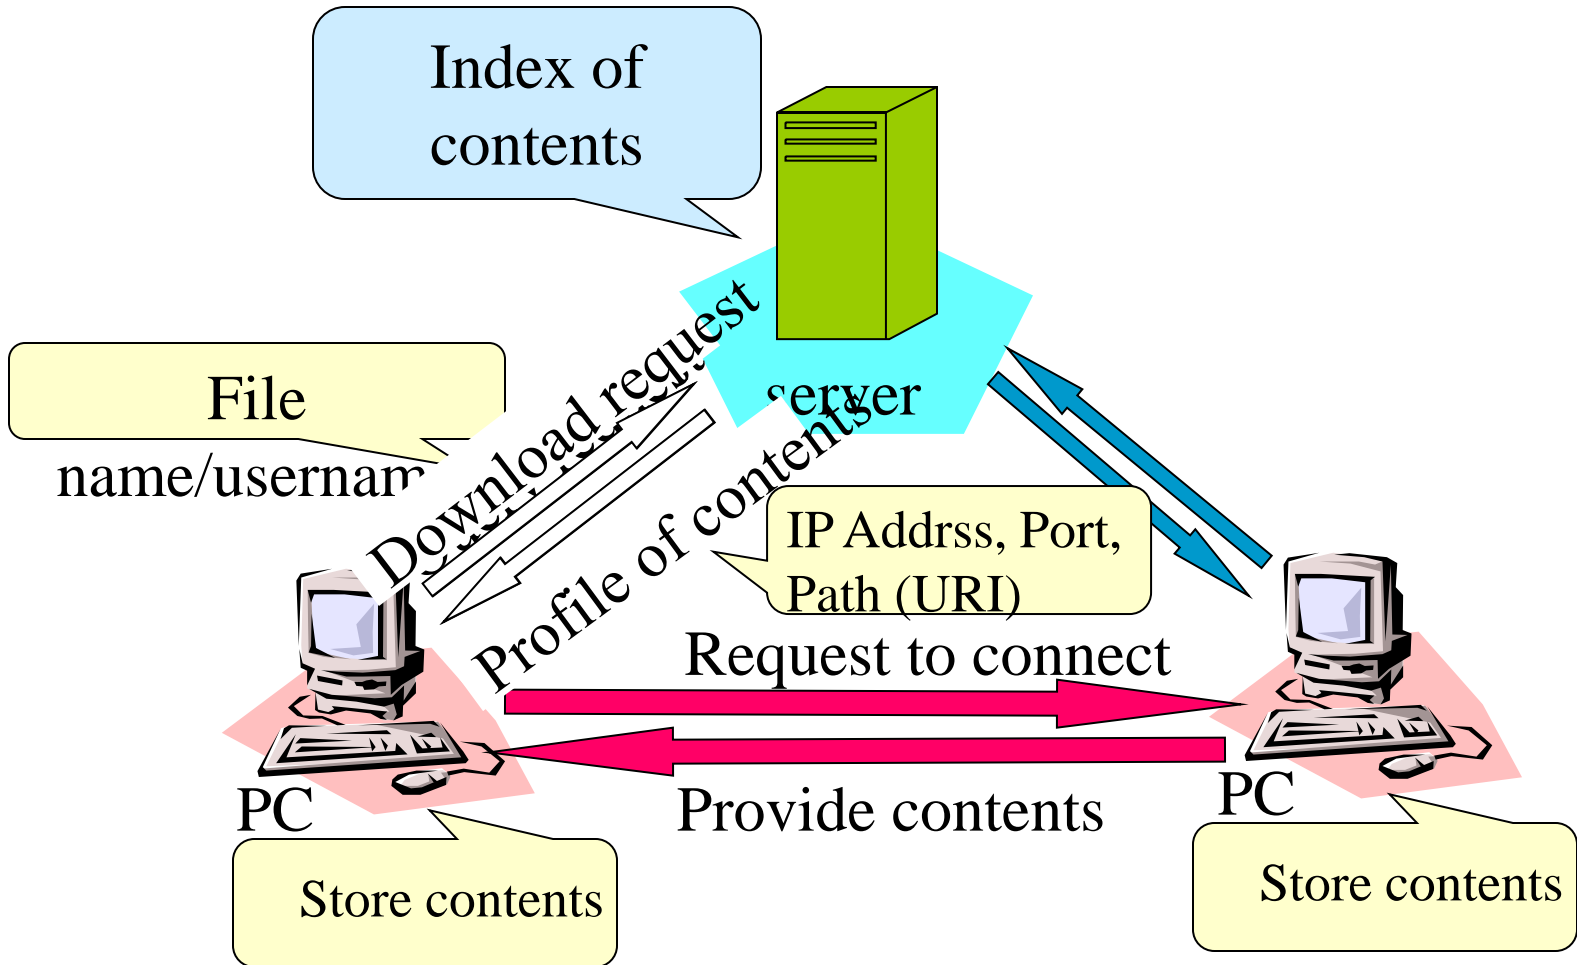 Index of
contents
Download request
server
File
name/usernam
Profile of contents
IP Addrss, Port,
Path (URI)
Request to connect
PC
PC
Provide contents
Store contents
Store contents